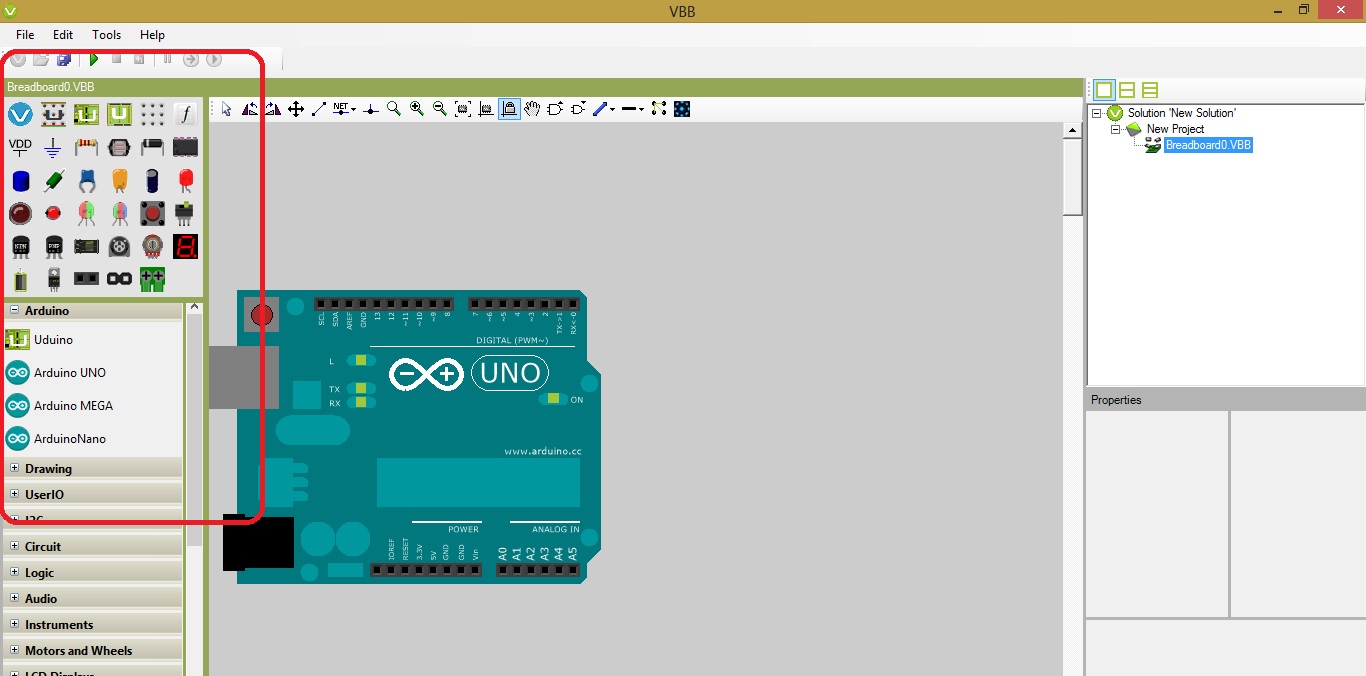 VBB
File Edit Tools Help
Breadboard0.VBB
f
VDD
NET
NPN PNP
Solution 'New Solution'
New Project
Breadboard0.VBB
Properties
Arduino
Uduino
Arduino UNO
Arduino MEGA
ArduinoNano
Drawing
UserIO
I2C
Circuit
Logic
Audio
Instruments
Motors and Wheels
LCD Displays
SCL SDA AREF GND 13 12 ~11 ~10 ~9 8 7 ~6 ~5 4 ~3 2 TX->1 RX<-0
DIGITAL (PWM~)
L
TX
RX
UNO
ON
www.arduino.cc
POWER ANALOG IN
IOREF RESET 3.3V 5V GND GND Vin A0 A1 A2 A3 A4 A5